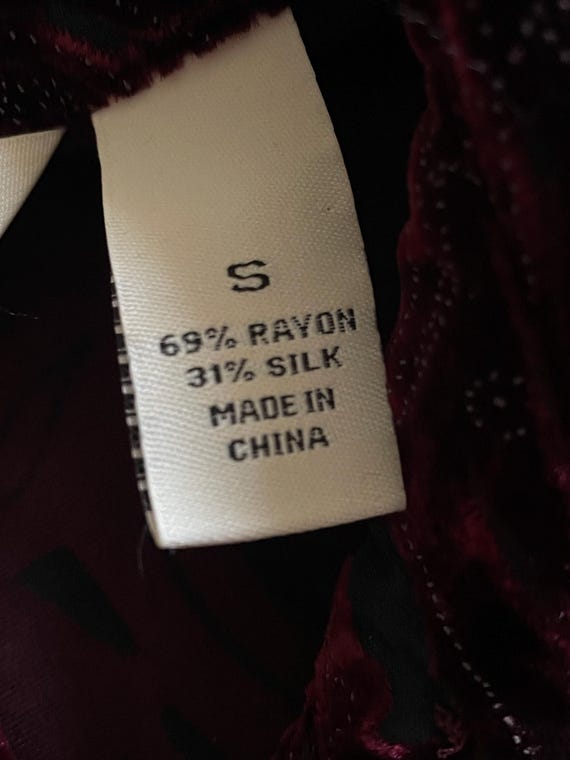 S
69% RAYON
31% SILK
MADE IN
CHINA